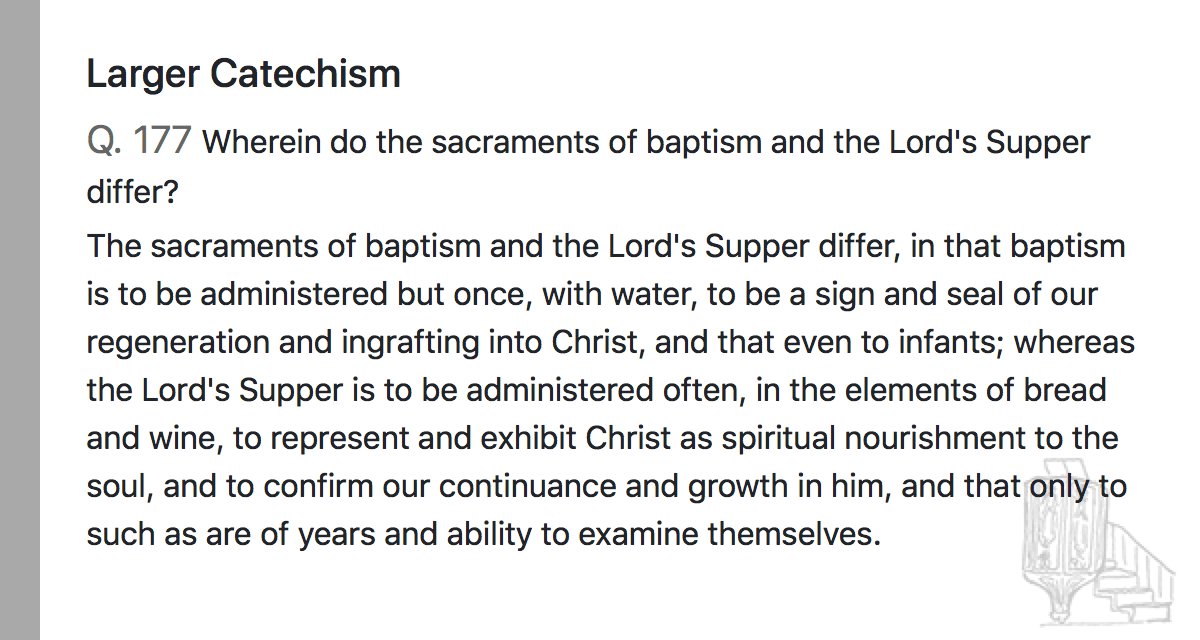 Larger Catechism
Q. 177 Wherein do the sacraments of baptism and the Lord's Supper
differ?
The sacraments of baptism and the Lord's Supper differ, in that baptism
is to be administered but once, with water, to be a sign and seal of our
regeneration and ingrafting into Christ, and that even to infants; whereas
the Lord's Supper is to be administered often, in the elements of bread
and wine, to represent and exhibit Christ as spiritual nourishment to the
soul, and to confirm our continuance and growth in him, and that only to
such as are of years and ability to examine themselves.